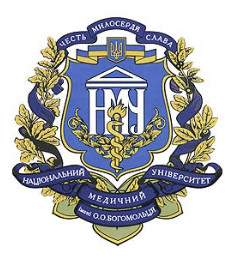 ЧЕСТЬ МИЛОСЕРДЯ СЛАВА
НМУ
НАЦІОНАЛЬНИЙ МЕДИЧНИЙ УНІВЕРСИТЕТ
імені О.О.БОГОМОЛЬЦЯ